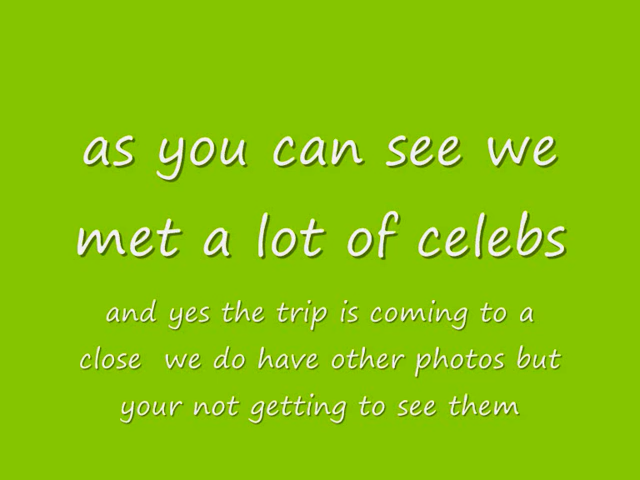 as you can see we
met a lot of celebs
and yes the trip is coming to a
close  we do have other photos but
your not getting to see them